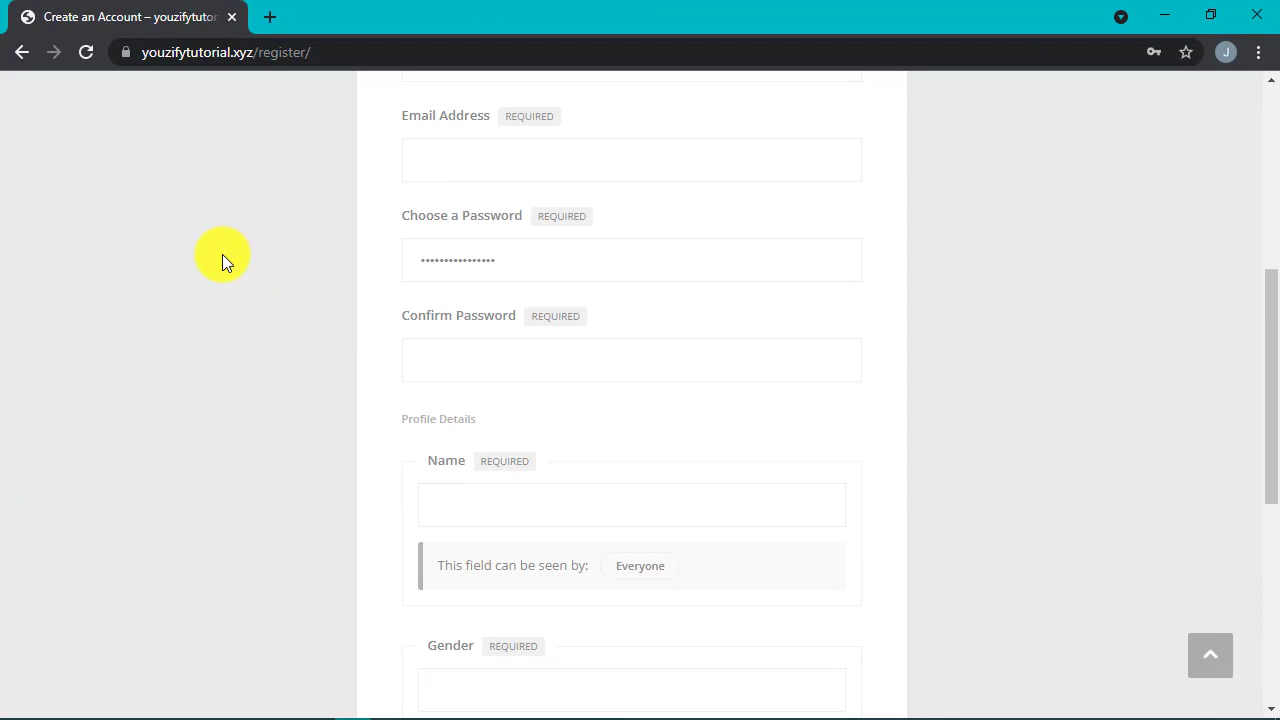 Create an Account – youzifytutor
youzifytutorial.xyz/register/
J
Email Address REQUIRED
Choose a Password REQUIRED
••••••••••••••••
Confirm Password REQUIRED
Profile Details
Name REQUIRED
This field can be seen by: Everyone
Gender REQUIRED